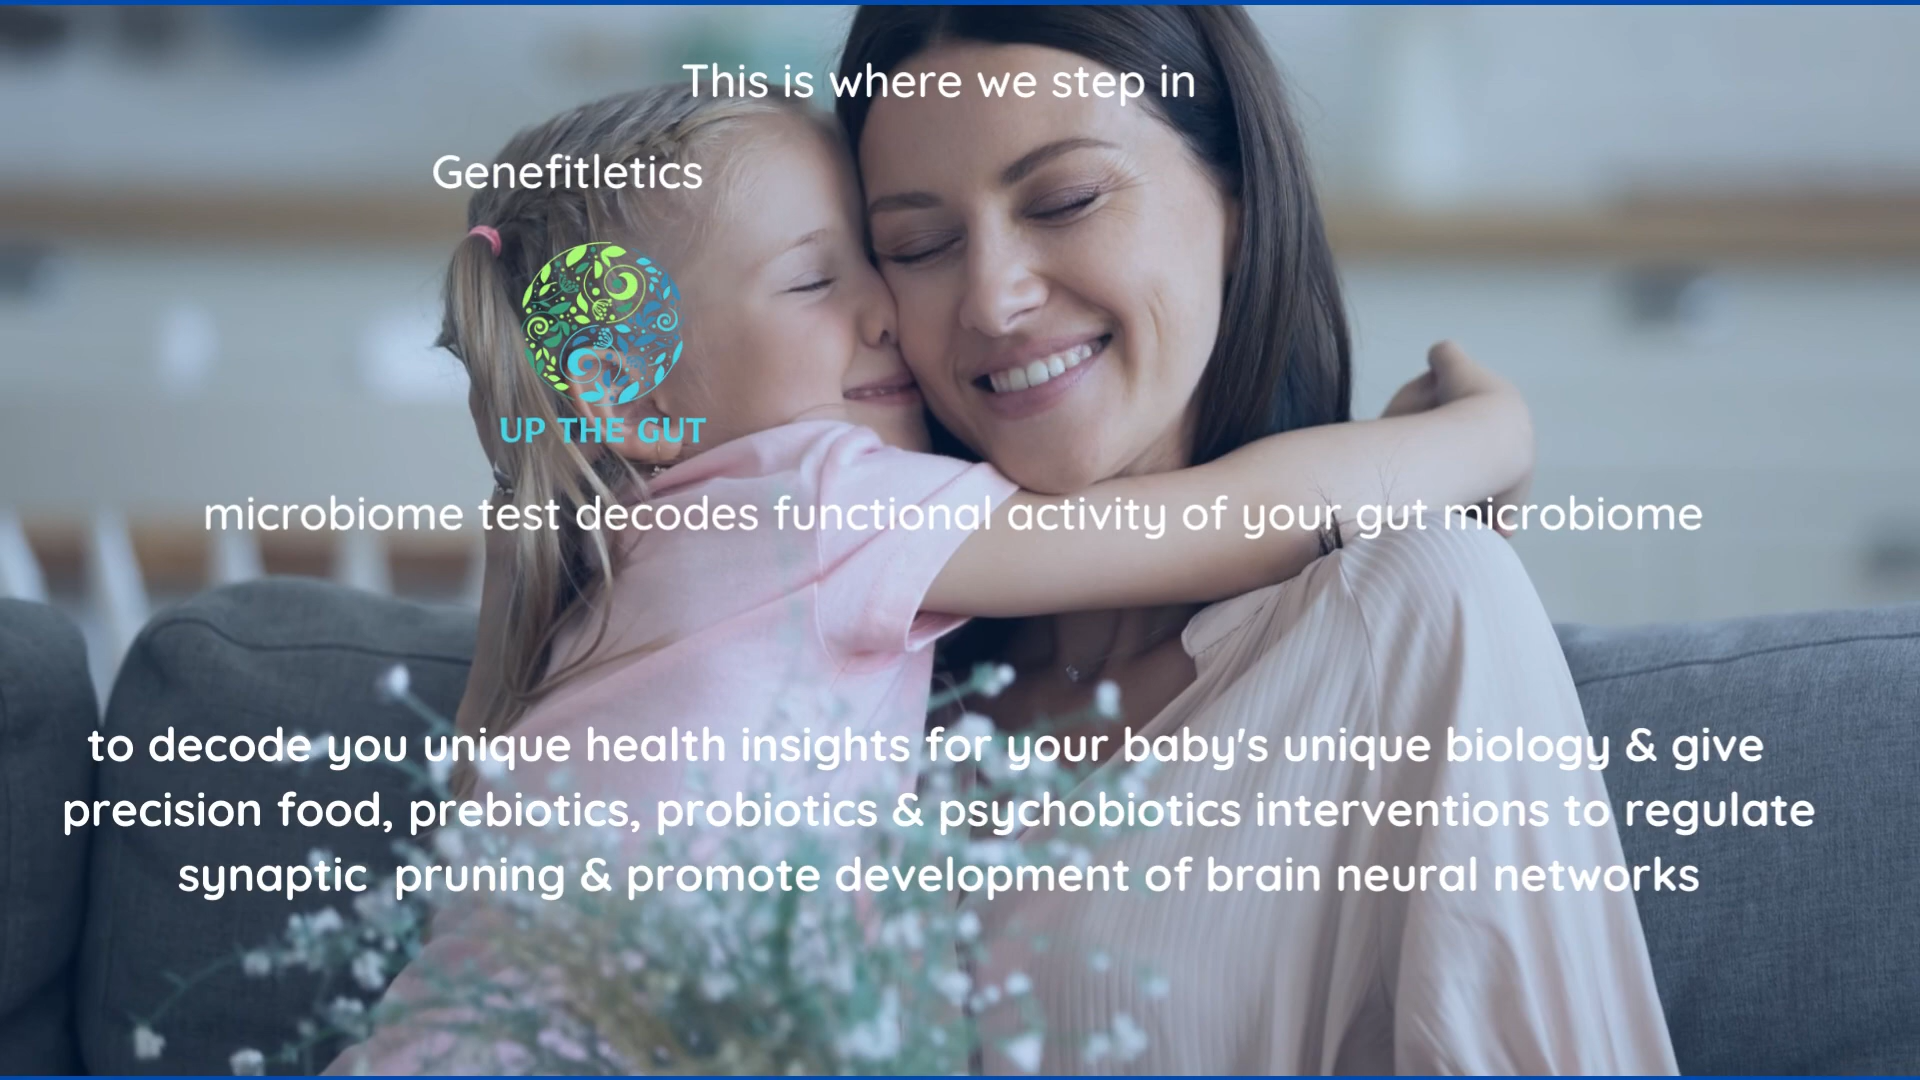 This is where we step in
Genefitletics
UP THE GUT
microbiome test decodes functional activity of your gut microbiome
to decode you unique health insights for your baby's unique biology & give
precision food, prebiotics, probiotics & psychobiotics interventions to regulate
synaptic  pruning & promote development of brain neural networks